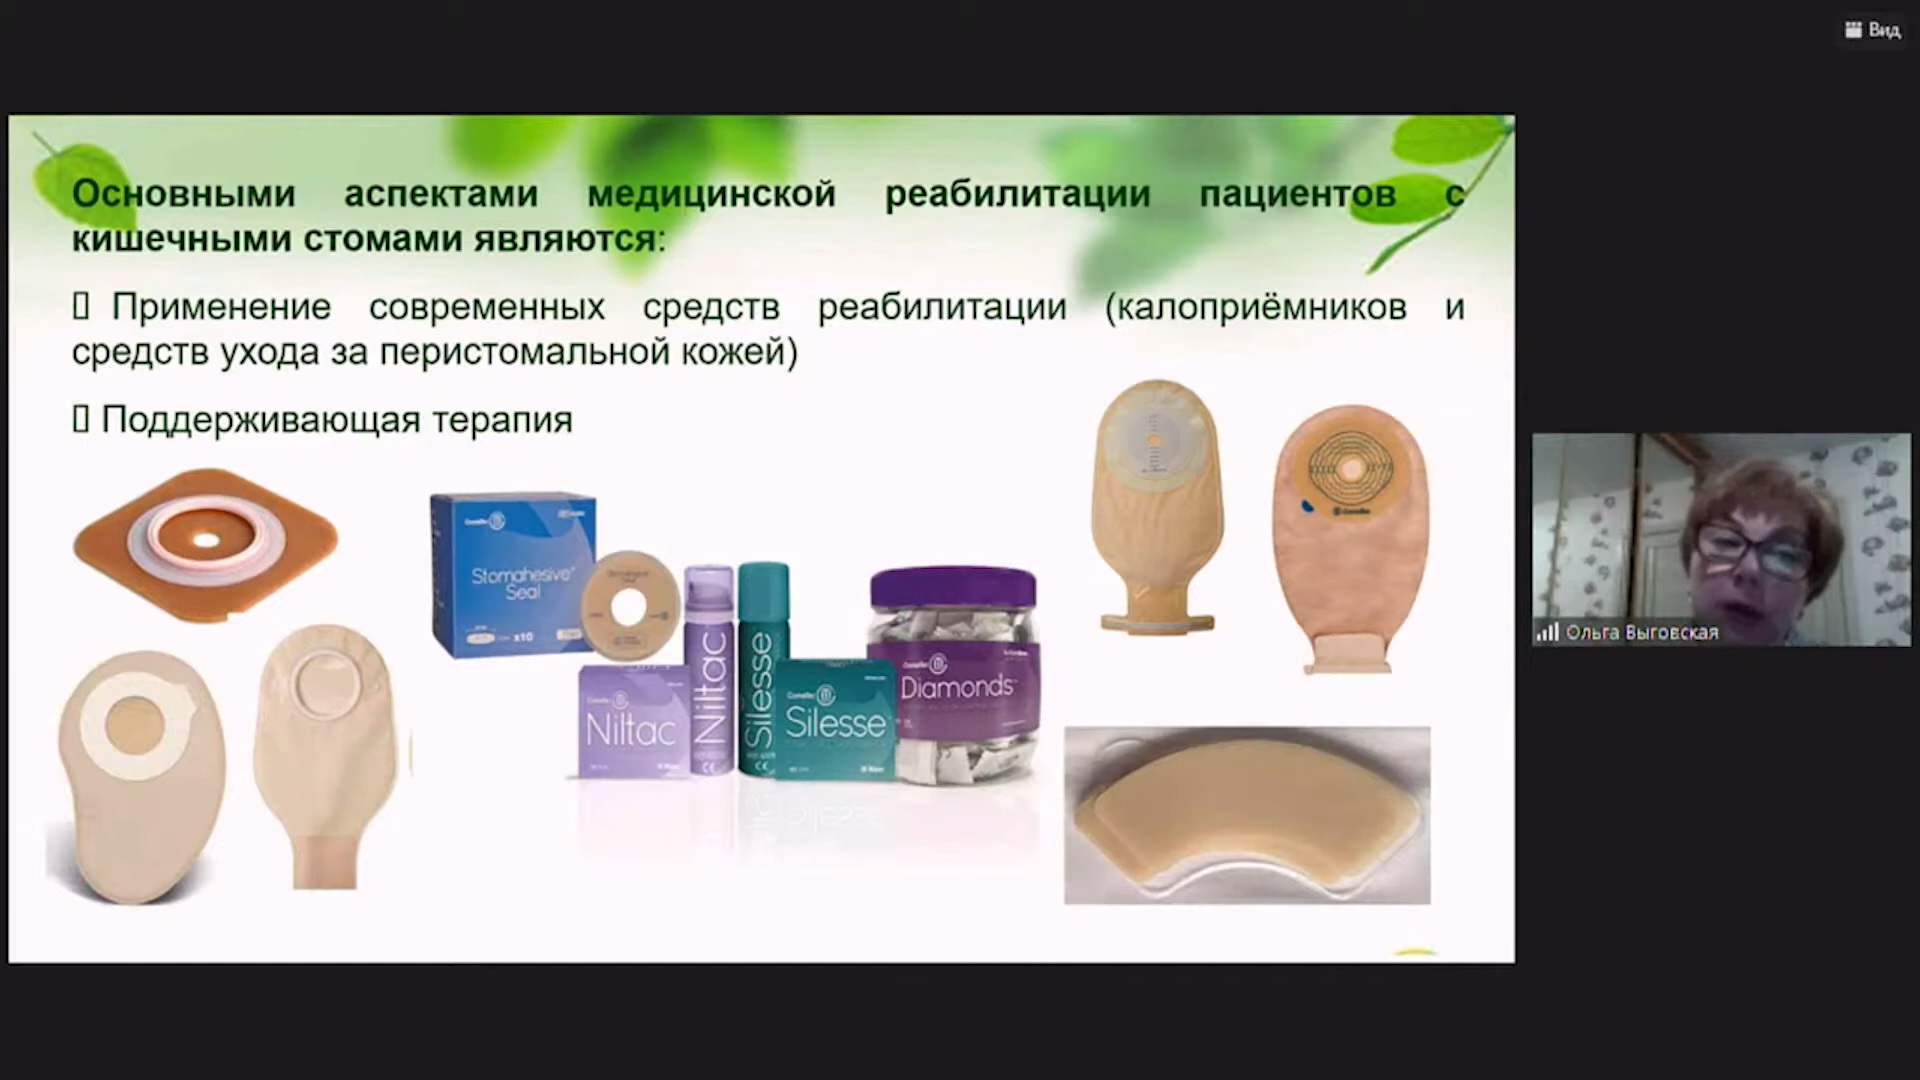 Вид
Основными аспектами медицинской реабилитации пациентов с
кишечными стомами являются:
Применение современных средств реабилитации (калоприёмников и
средств ухода за перистомальной кожей)
Поддерживающая терапия
Stomahesive®
Seal
x10
Niltac
Niltac
Silesse
Silesse
Diamonds™
Ольга Выговская